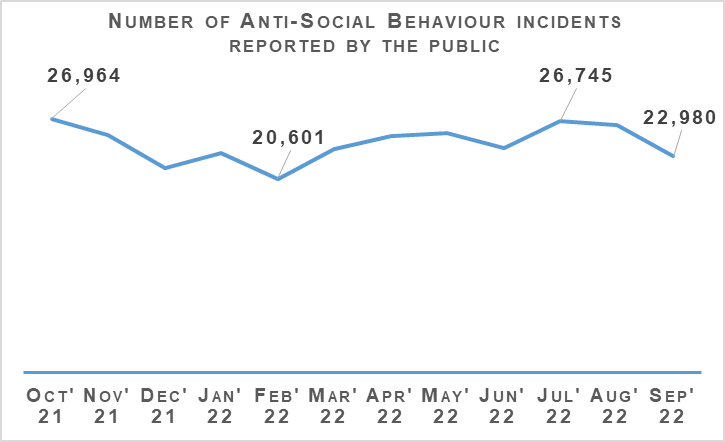 Number of Anti-Social Behaviour incidents
reported by the public
26,964
20,601
26,745
22,980
Oct' Nov' Dec' Jan' Feb' Mar' Apr' May' Jun' Jul' Aug' Sep'
21 21 21 22 22 22 22 22 22 22 22 22